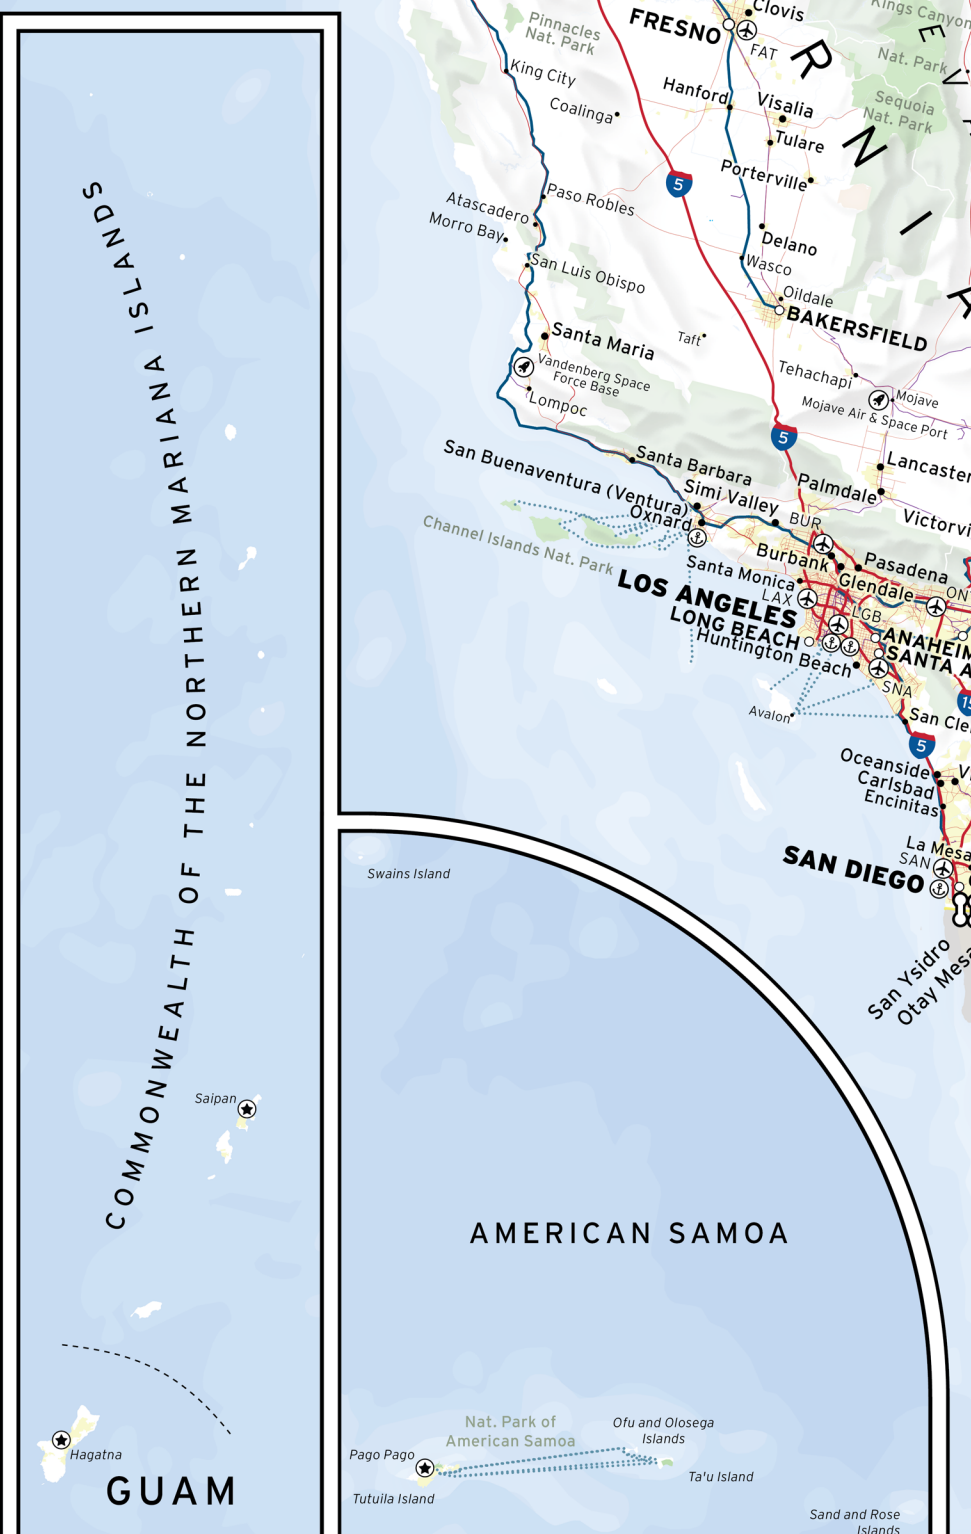 Clovis
FRESNO
FAT
Pinnacles
Nat. Park
Kings Canyon
Nat. Park
Sequoia
Nat. Park
E
V
R
N
I
A
King City
Coalinga
Hanford
Visalia
Tulare
Porterville
5
Paso Robles
Atascadero
Morro Bay
San Luis Obispo
Delano
Wasco
Oildale
BAKERSFIELD
Santa Maria
Taft
Vandenberg Space
Force Base
Lompoc
Tehachapi
Mojave
Mojave Air & Space Port
5
Lancaster
Santa Barbara
San Buenaventura (Ventura)
Simi Valley
Palmdale
Oxnard
BUR
Victorvi
Channel Islands Nat. Park
Burbank
Pasadena
Santa Monica
Glendale
LOS ANGELES
LAX
ON
LGB
LONG BEACH
ANAHEIM
Huntington Beach
SANTA A
SNA
15
Avalon
San Cle
5
Oceanside
Vi
Carlsbad
Encinitas
La Mesa
SAN
SAN DIEGO
San Ysidro
Otay Mesa
COMMONWEALTH OF THE NORTHERN MARIANA ISLANDS
Saipan
Hagatna
GUAM
Swains Island
AMERICAN SAMOA
Nat. Park of
American Samoa
Ofu and Olosega
Islands
Pago Pago
Ta'u Island
Tutuila Island
Sand and Rose
Islands